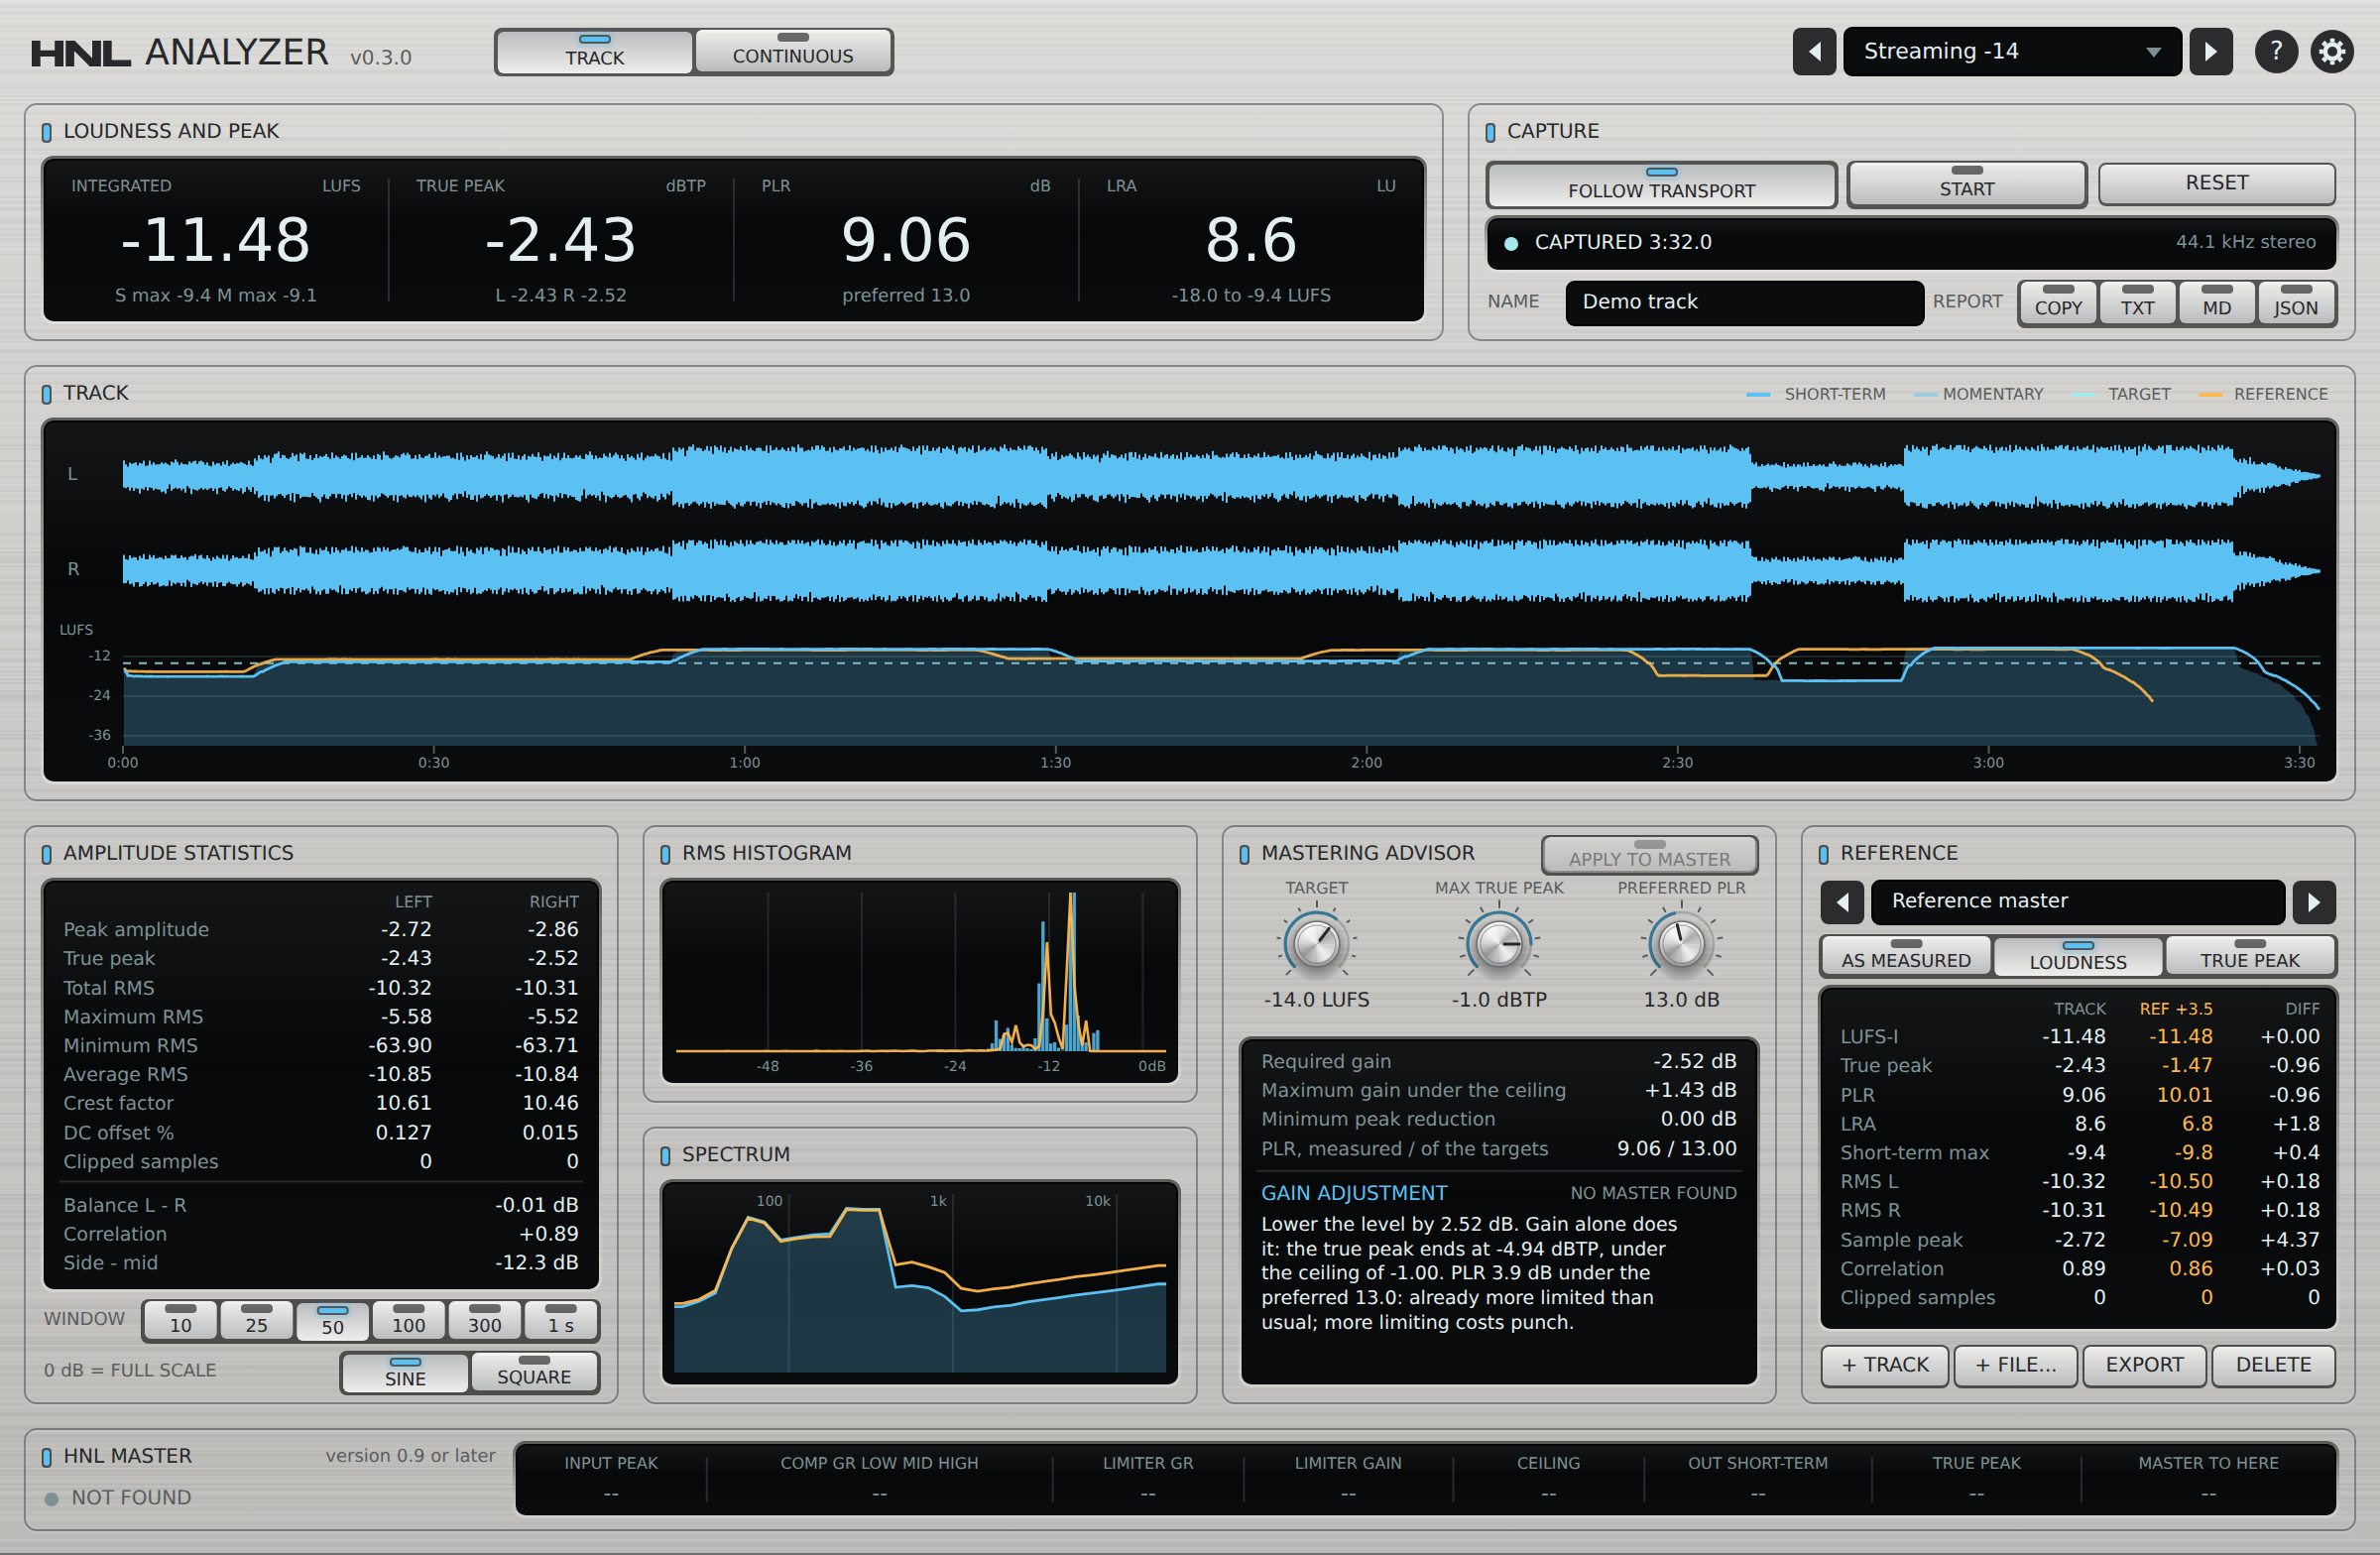 HNL ANALYZER v0.3.0
TRACK
CONTINUOUS
Streaming -14
?
LOUDNESS AND PEAK
INTEGRATED LUFS
-11.48
S max -9.4 M max -9.1
TRUE PEAK dBTP
-2.43
L -2.43 R -2.52
PLR dB
9.06
preferred 13.0
LRA LU
8.6
-18.0 to -9.4 LUFS
CAPTURE
FOLLOW TRANSPORT
START
RESET
CAPTURED 3:32.0
44.1 kHz stereo
NAME
Demo track
REPORT
COPY
TXT
MD
JSON
TRACK
SHORT-TERM MOMENTARY TARGET REFERENCE
L
R
LUFS
-12
-24
-36
0:00 0:30 1:00 1:30 2:00 2:30 3:00 3:30
AMPLITUDE STATISTICS
LEFT RIGHT
Peak amplitude -2.72 -2.86
True peak -2.43 -2.52
Total RMS -10.32 -10.31
Maximum RMS -5.58 -5.52
Minimum RMS -63.90 -63.71
Average RMS -10.85 -10.84
Crest factor 10.61 10.46
DC offset % 0.127 0.015
Clipped samples 0 0
Balance L - R -0.01 dB
Correlation +0.89
Side - mid -12.3 dB
WINDOW 10 25 50 100 300 1 s
0 dB = FULL SCALE SINE SQUARE
RMS HISTOGRAM
-48 -36 -24 -12 0dB
SPECTRUM
100 1k 10k
MASTERING ADVISOR
APPLY TO MASTER
TARGET MAX TRUE PEAK PREFERRED PLR
-14.0 LUFS -1.0 dBTP 13.0 dB
Required gain -2.52 dB
Maximum gain under the ceiling +1.43 dB
Minimum peak reduction 0.00 dB
PLR, measured / of the targets 9.06 / 13.00
GAIN ADJUSTMENT NO MASTER FOUND
Lower the level by 2.52 dB. Gain alone does
it: the true peak ends at -4.94 dBTP, under
the ceiling of -1.00. PLR 3.9 dB under the
preferred 13.0: already more limited than
usual; more limiting costs punch.
REFERENCE
Reference master
AS MEASURED LOUDNESS TRUE PEAK
TRACK REF +3.5 DIFF
LUFS-I -11.48 -11.48 +0.00
True peak -2.43 -1.47 -0.96
PLR 9.06 10.01 -0.96
LRA 8.6 6.8 +1.8
Short-term max -9.4 -9.8 +0.4
RMS L -10.32 -10.50 +0.18
RMS R -10.31 -10.49 +0.18
Sample peak -2.72 -7.09 +4.37
Correlation 0.89 0.86 +0.03
Clipped samples 0 0 0
+ TRACK + FILE... EXPORT DELETE
HNL MASTER version 0.9 or later
NOT FOUND
INPUT PEAK COMP GR LOW MID HIGH LIMITER GR LIMITER GAIN CEILING OUT SHORT-TERM TRUE PEAK MASTER TO HERE
-- -- -- -- -- -- -- --